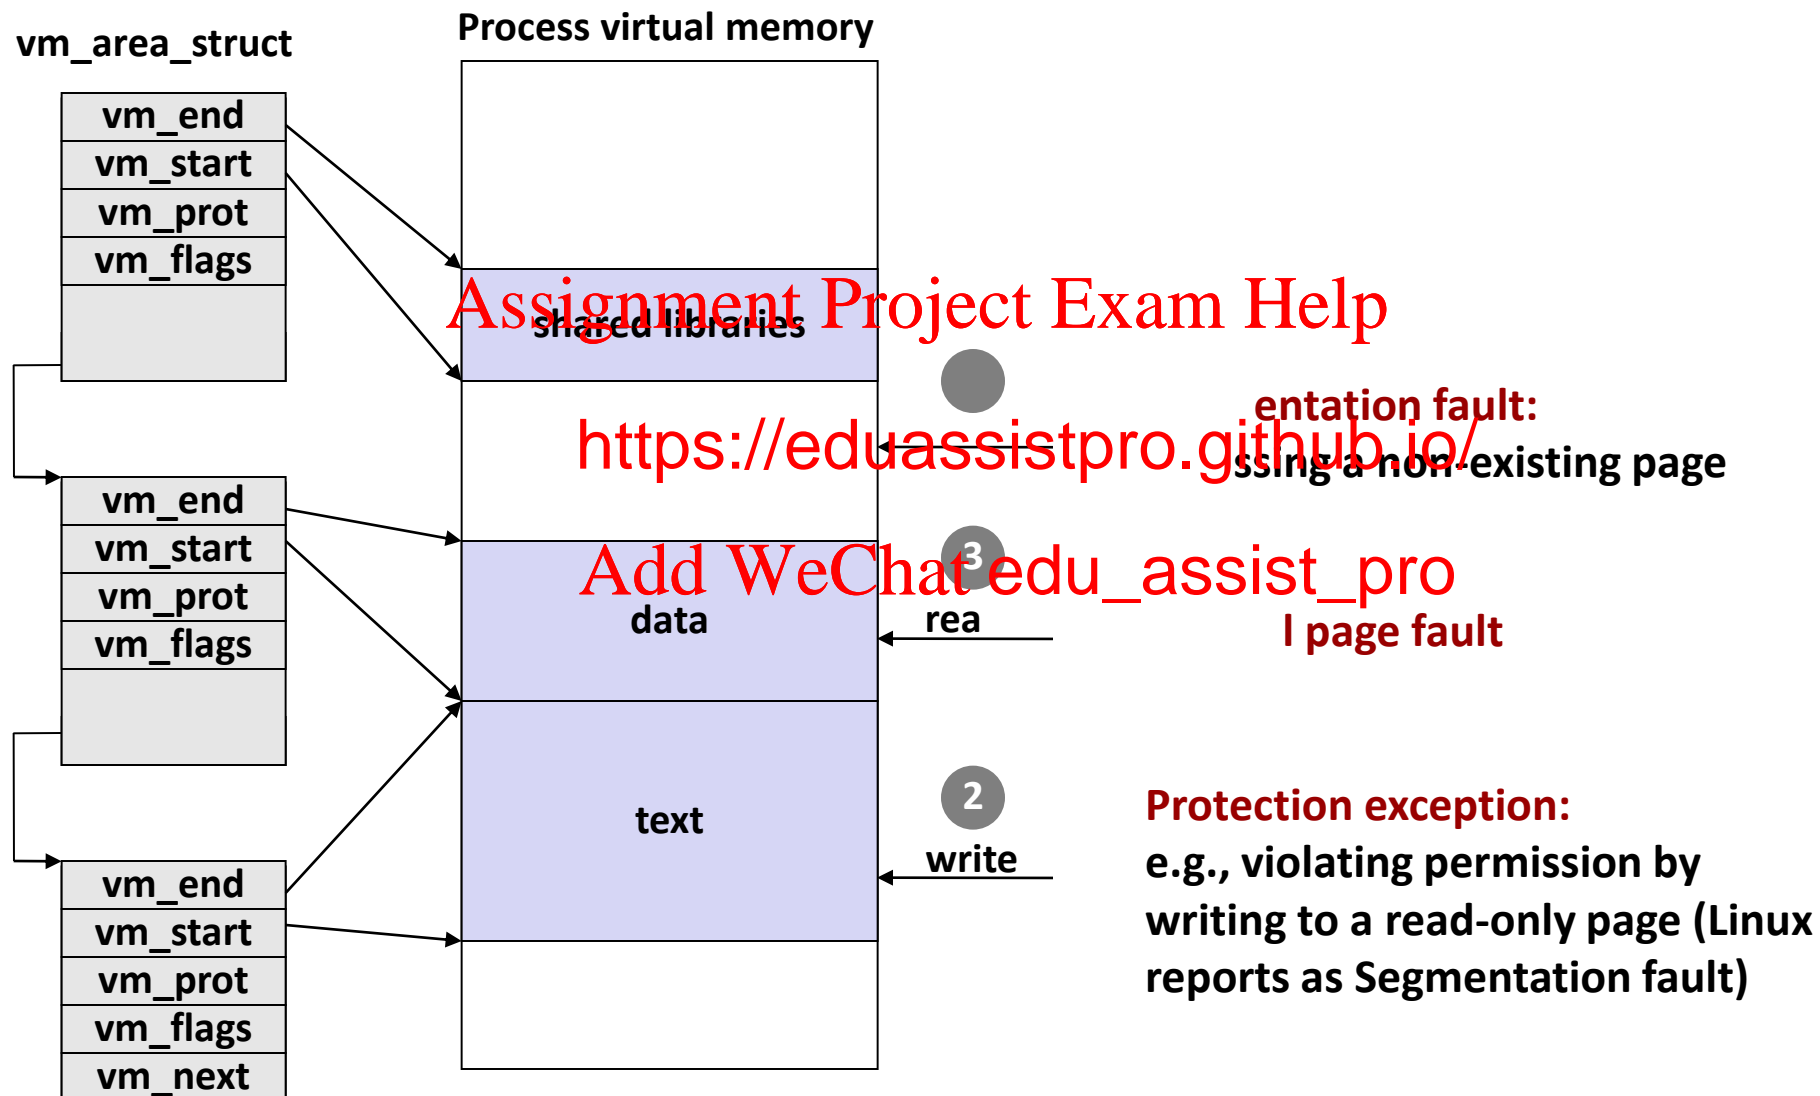 Process virtual memory
vm_area_struct
vm_end
vm_start
vm_prot
vm_flags
shared libraries
Assignment Project Exam Help
entation fault:
https://eduassistpro.github.io/
ssing a non-existing page
vm_end
vm_start
vm_prot
vm_flags
3
Add WeChat edu_assist_pro
data
rea
l page fault
text
2
write
Protection exception:
e.g., violating permission by
writing to a read-only page (Linux
reports as Segmentation fault)
vm_end
vm_start
vm_prot
vm_flags
vm_next